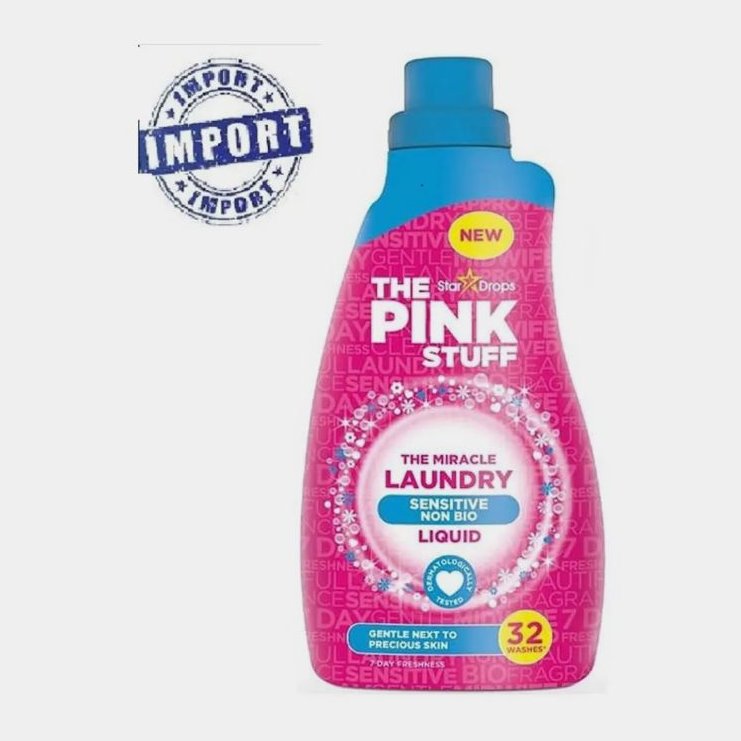 IMPORT
IMPORT
IMPORT
NEW
Star Drops
THE
PINK
STUFF
THE MIRACLE
LAUNDRY
SENSITIVE
NON BIO
LIQUID
DERMATOLOGICALLY
TESTED
GENTLE NEXT TO
PRECIOUS SKIN
32
WASHES*
7 DAY FRESHNESS